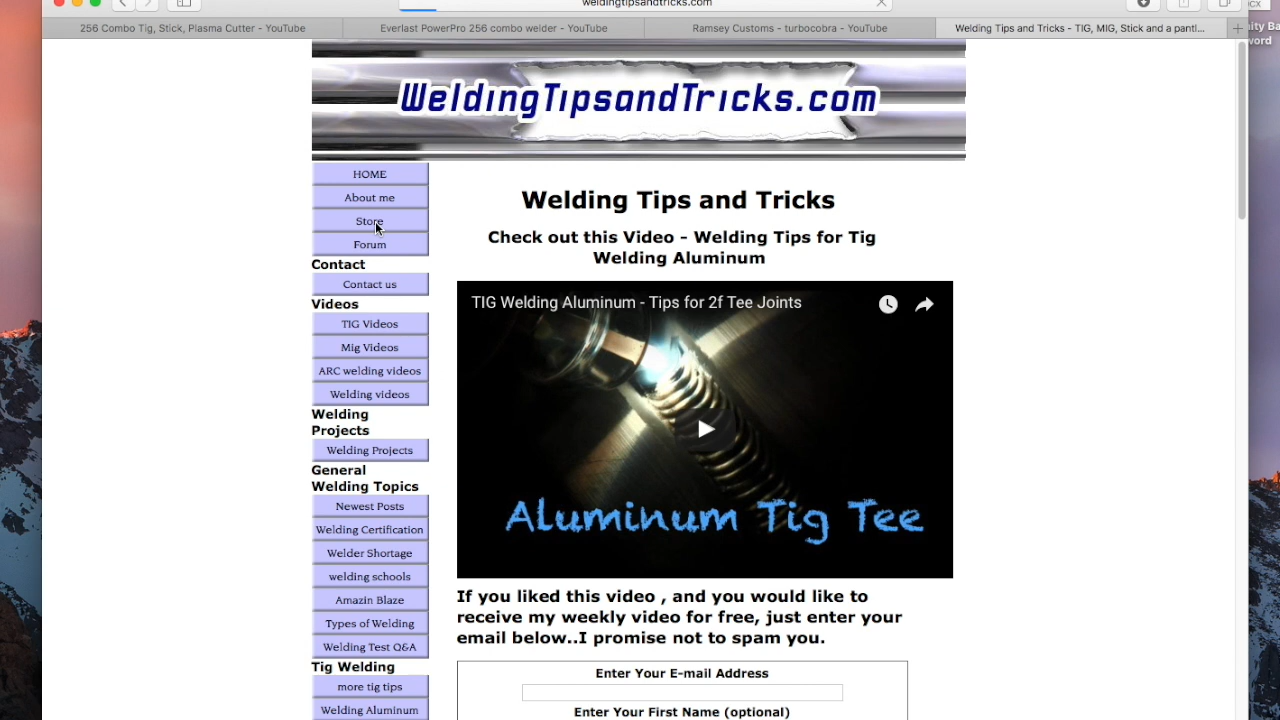 weldingtipsandtricks.com
256 Combo Tig, Stick, Plasma Cutter - YouTube
Everlast PowerPro 256 combo welder - YouTube
Ramsey Customs - turbocobra - YouTube
Welding Tips and Tricks - TIG, MIG, Stick and a pantl...
WeldingTipsandTricks.com
HOME
About me
Store
Forum
Contact
Contact us
Videos
TIG Videos
Mig Videos
ARC welding videos
Welding videos
Welding
Projects
Welding Projects
General
Welding Topics
Newest Posts
Welding Certification
Welder Shortage
welding schools
Amazin Blaze
Types of Welding
Welding Test Q&A
Tig Welding
more tig tips
Welding Aluminum
Welding Tips and Tricks
Check out this Video - Welding Tips for Tig
Welding Aluminum
TIG Welding Aluminum - Tips for 2f Tee Joints
Aluminum Tig Tee
If you liked this video , and you would like to
receive my weekly video for free, just enter your
email below..I promise not to spam you.
Enter Your E-mail Address
Enter Your First Name (optional)